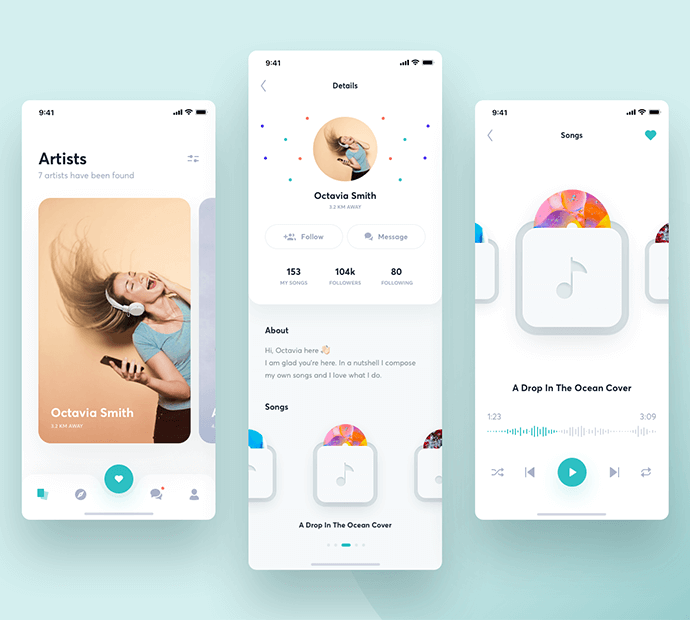 9:41
Artists
7 artists have been found
Octavia Smith
3.2 KM AWAY
9:41
Details
Octavia Smith
3.2 KM AWAY
Follow
Message
153
104k
80
MY SONGS
FOLLOWERS
FOLLOWING
About
Hi, Octavia here 👋🏻
I am glad you're here. In a nutshell I compose
my own songs and I love what I do.
Songs
A Drop In The Ocean Cover
9:41
Songs
A Drop In The Ocean Cover
1:23
3:09